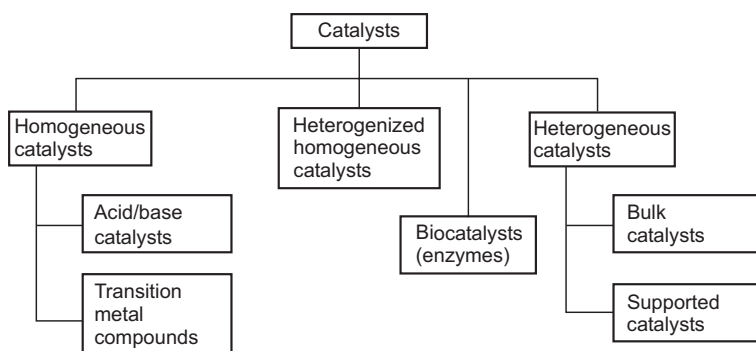 Catalysts
Homogeneous
catalysts
Heterogenized
homogeneous
catalysts
Heterogeneous
catalysts
Acid/base
catalysts
Biocatalysts
(enzymes)
Bulk
catalysts
Transition
metal
compounds
Supported
catalysts